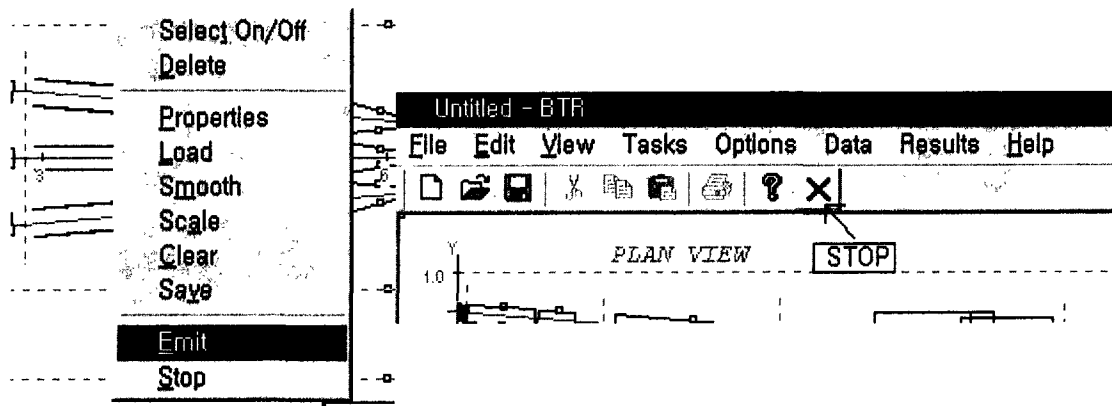 Select On/Off
Delete
Properties
Load
Smooth
Scale
Clear
Save
Emit
Stop
Untitled - BTR
File Edit View Tasks Options Data Results Help
STOP
PLAN VIEW
Y
1.0